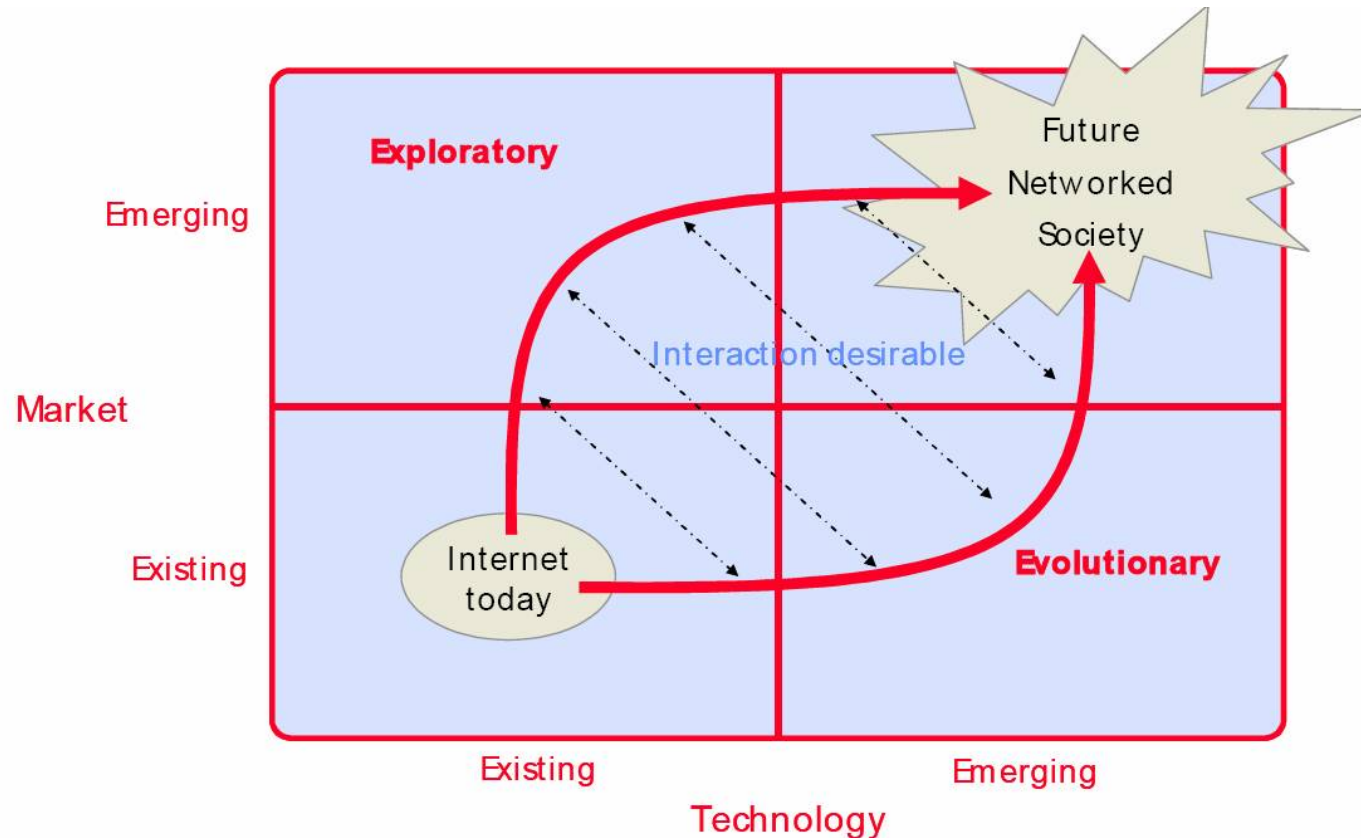 Future
Networked
Society
Exploratory
Emerging
Interaction desirable
Market
Internet
today
Existing
Evolutionary
Existing
Emerging
Technology